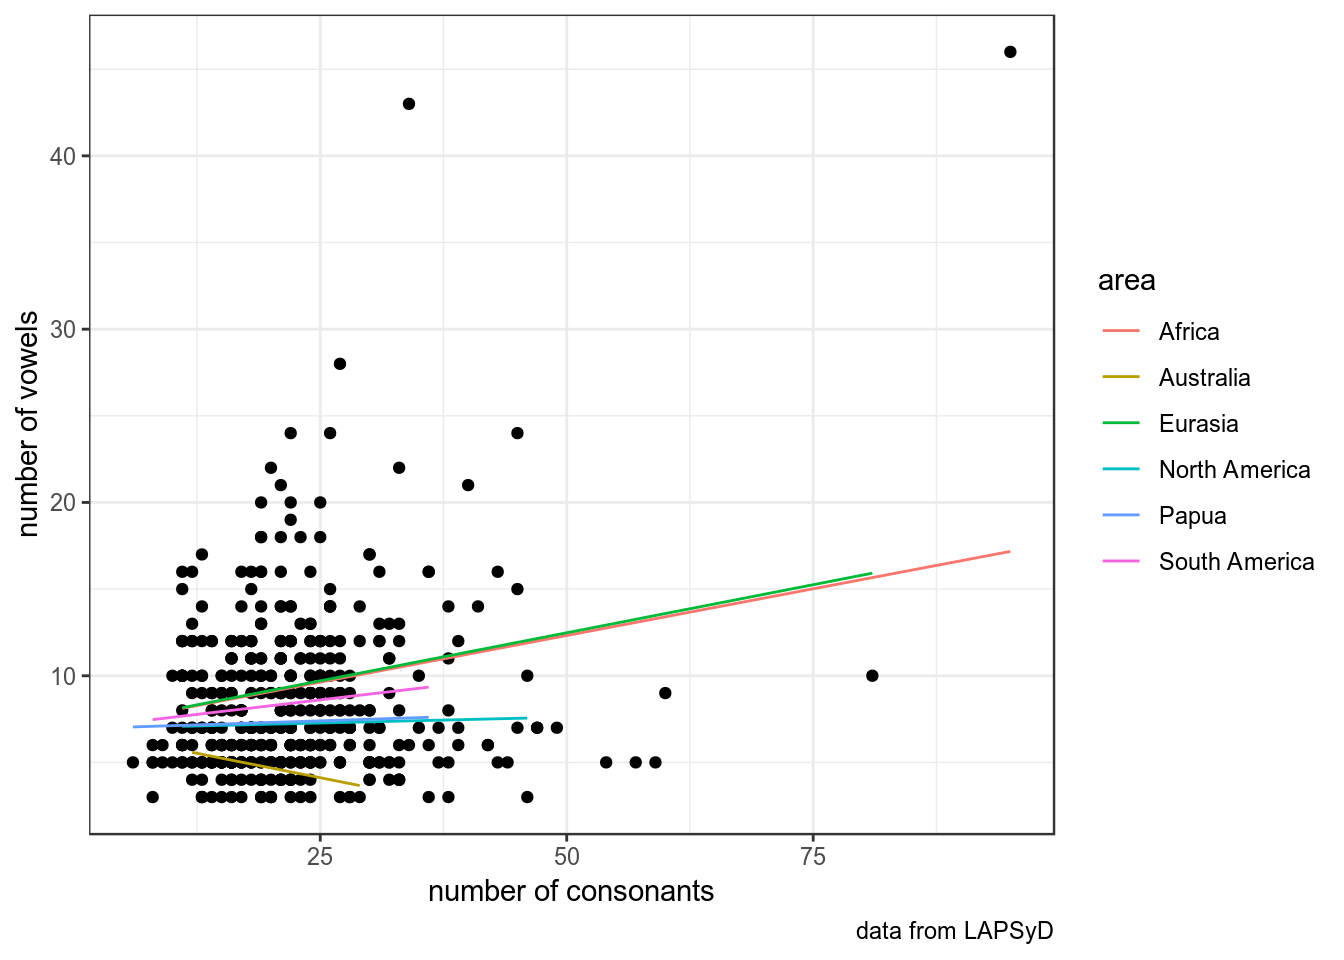 40
30
20
10
number of vowels
25
50
75
number of consonants
data from LAPSyD
area
Africa
Australia
Eurasia
North America
Papua
South America